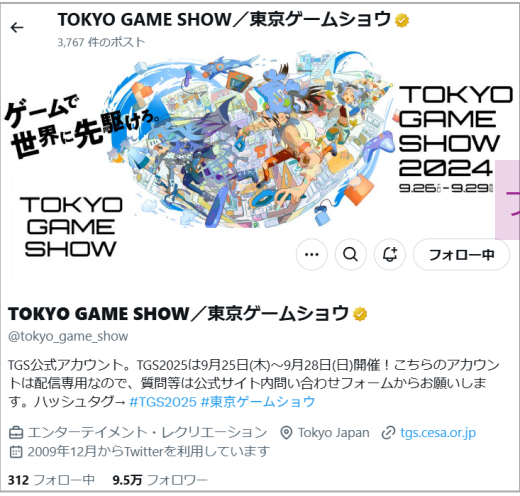 TOKYO GAME SHOW／東京ゲームショウ
3,767 件のポスト
ゲームで
世界に先駆けろ。
TOKYO
GAME
SHOW
2024
9.26木-9.29日
TOKYO
GAME
SHOW
フォロー中
TOKYO GAME SHOW／東京ゲームショウ
@tokyo_game_show
TGS公式アカウント。TGS2025は9月25日(木)～9月28日(日)開催！こちらのアカウン
トは配信専用なので、質問等は公式サイト内問い合わせフォームからお願いしま
す。ハッシュタグ→ #TGS2025 #東京ゲームショウ
エンターテイメント・レクリエーション Tokyo Japan tgs.cesa.or.jp
2009年12月からTwitterを利用しています
312 フォロー中 9.5万 フォロワー